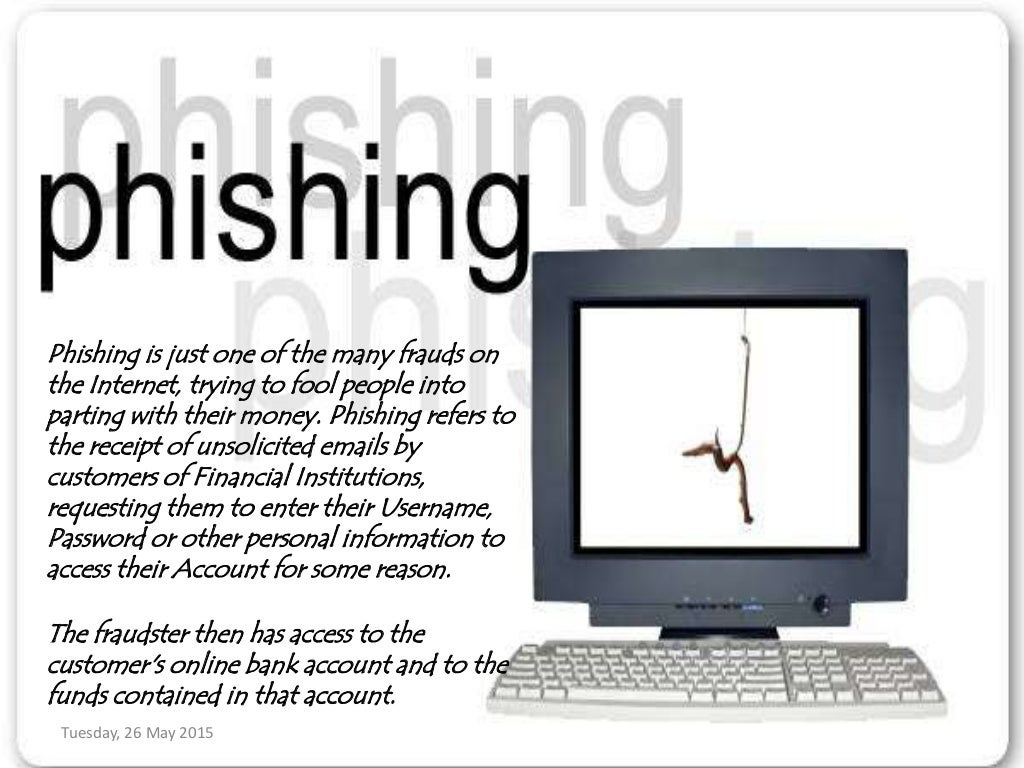 phishing
phishing
phishing
Phishing is just one of the many frauds on
the Internet, trying to fool people into
parting with their money. Phishing refers to
the receipt of unsolicited emails by
customers of Financial Institutions,
requesting them to enter their Username,
Password or other personal information to
access their Account for some reason.
The fraudster then has access to the
customer's online bank account and to the
funds contained in that account.
Tuesday, 26 May 2015